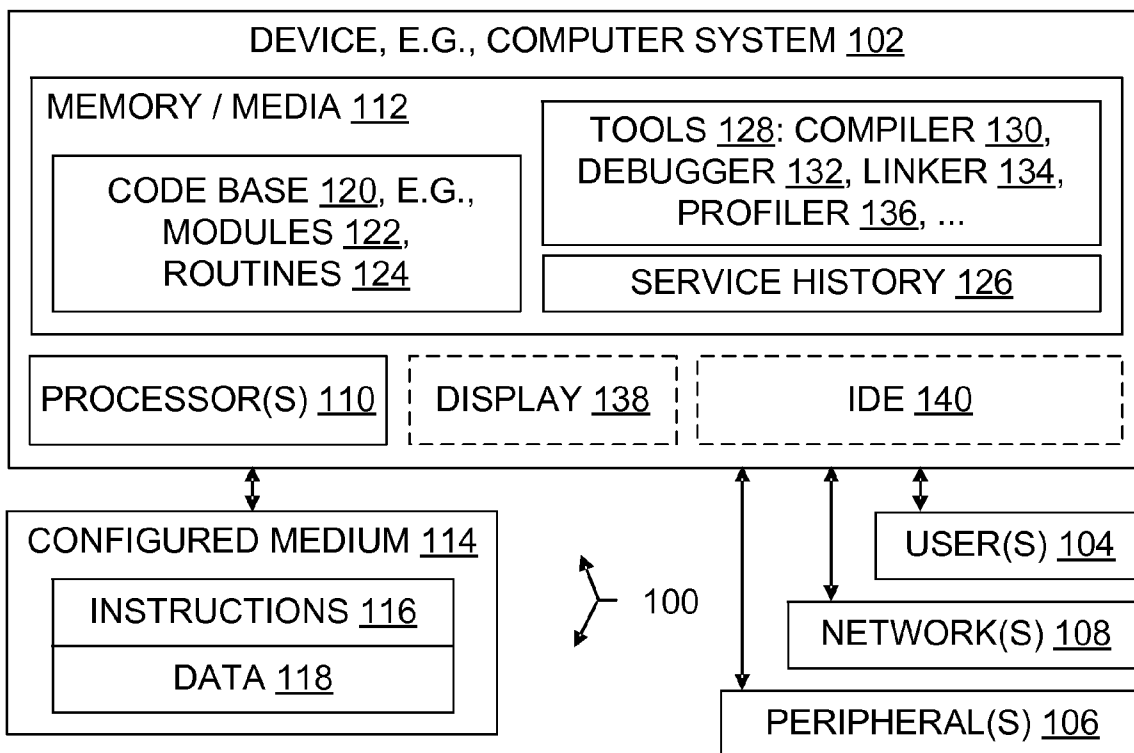 DEVICE, E.G., COMPUTER SYSTEM 102
MEMORY / MEDIA 112
CODE BASE 120, E.G.,
MODULES 122,
ROUTINES 124
TOOLS 128: COMPILER 130,
DEBUGGER 132, LINKER 134,
PROFILER 136, ...
SERVICE HISTORY 126
PROCESSOR(S) 110
DISPLAY 138
IDE 140
CONFIGURED MEDIUM 114
INSTRUCTIONS 116
DATA 118
100
USER(S) 104
NETWORK(S) 108
PERIPHERAL(S) 106